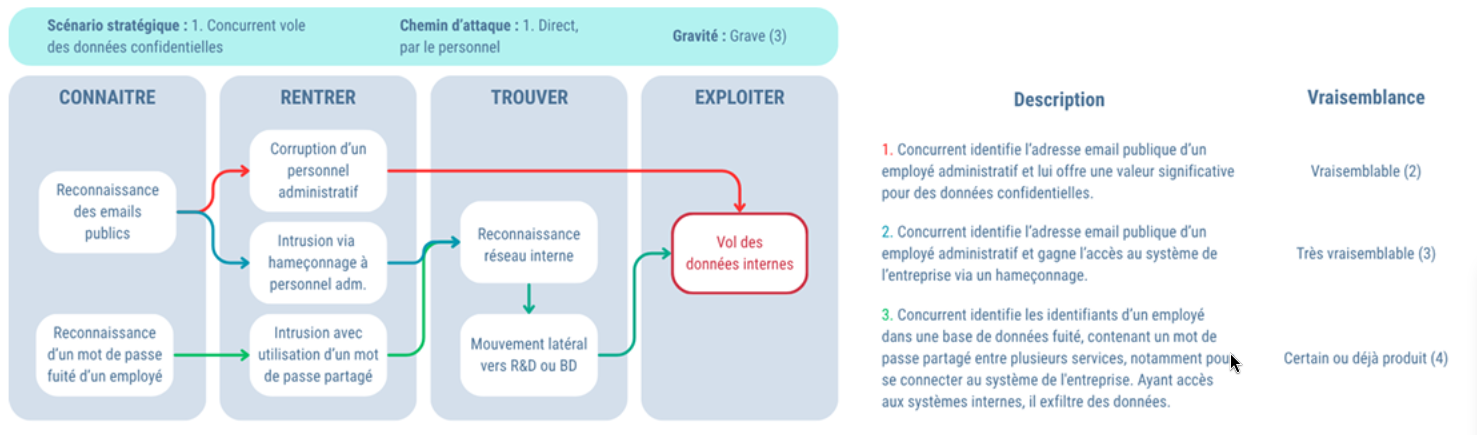 Scénario stratégique : 1. Concurrent vole
des données confidentielles
Chemin d'attaque : 1. Direct,
par le personnel
Gravité : Grave (3)
CONNAITRE
RENTRER
TROUVER
EXPLOITER
Reconnaissance
des emails
publics
Reconnaissance
d'un mot de passe
fuité d'un employé
Corruption d'un
personnel
administratif
Intrusion via
hameçonnage à
personnel adm.
Intrusion avec
utilisation d'un mot
de passe partagé
Reconnaissance
réseau interne
Mouvement latéral
vers R&D ou BD
Vol des
données internes
Description
Vraisemblance
1. Concurrent identifie l'adresse email publique d'un
employé administratif et lui offre une valeur significative
pour des données confidentielles.
Vraisemblable (2)
2. Concurrent identifie l'adresse email publique d'un
employé administratif et gagne l'accès au système de
l'entreprise via un hameçonnage.
Très vraisemblable (3)
3. Concurrent identifie les identifiants d'un employé
dans une base de données fuité, contenant un mot de
passe partagé entre plusieurs services, notamment pour
se connecter au système de l'entreprise. Ayant accès
aux systèmes internes, il exfiltre des données.
Certain ou déjà produit (4)